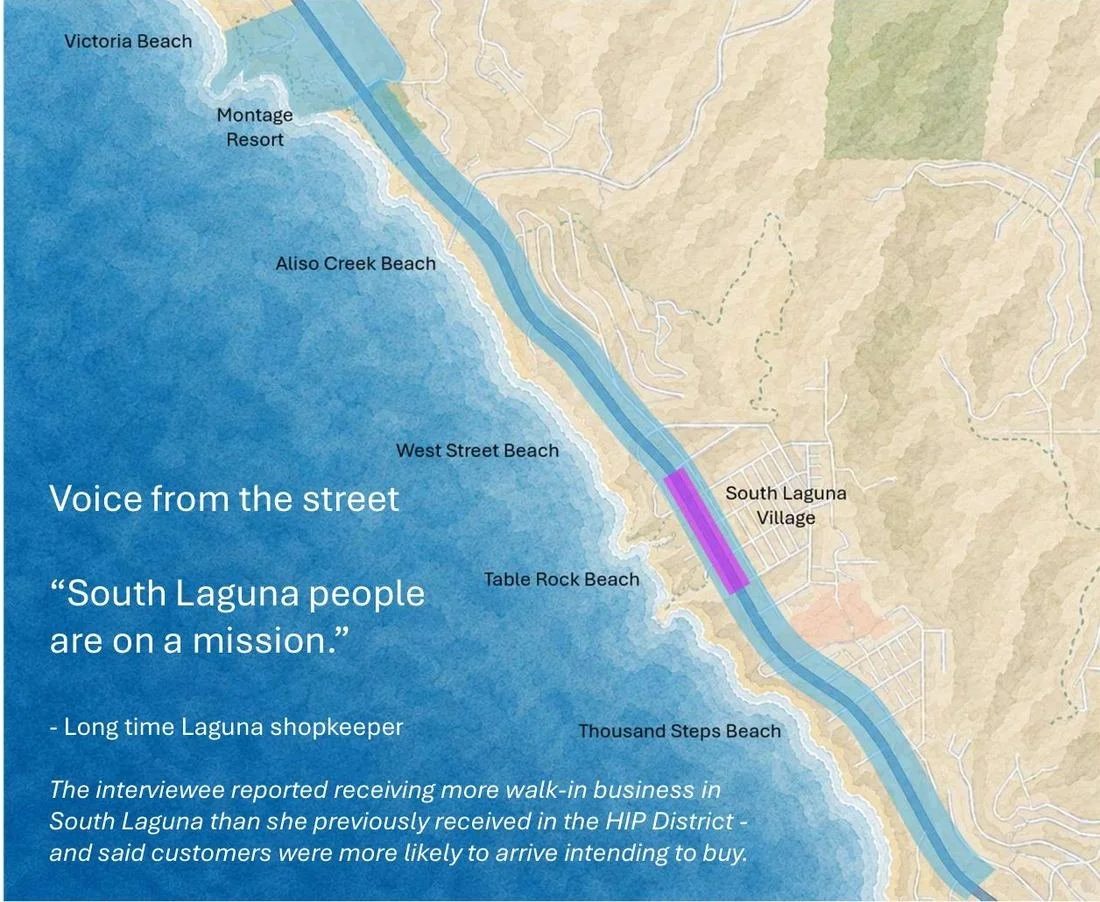 Victoria Beach
Montage
Resort
Aliso Creek Beach
West Street Beach
South Laguna
Village
Table Rock Beach
Thousand Steps Beach
Voice from the street
“South Laguna people
are on a mission.”
- Long time Laguna shopkeeper
The interviewee reported receiving more walk-in business in
South Laguna than she previously received in the HIP District -
and said customers were more likely to arrive intending to buy.